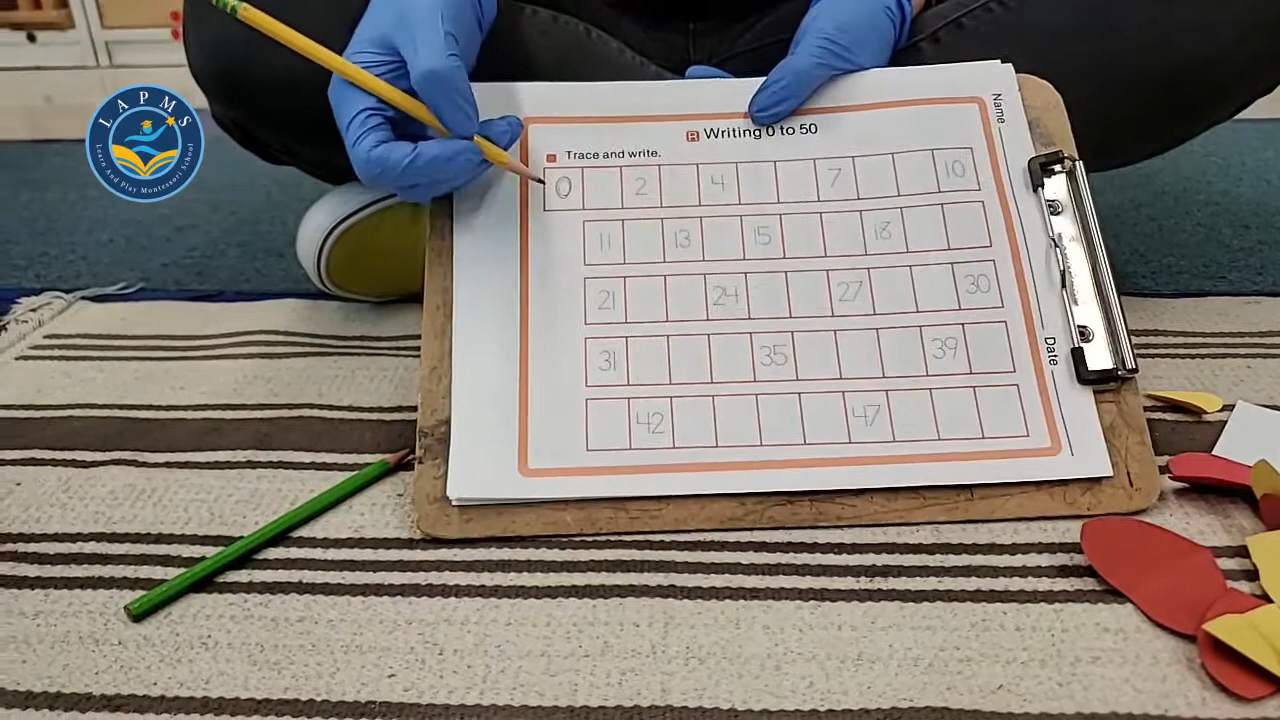 LAPMS
Learn And Play Montessori School
R Writing 0 to 50
Name
Trace and write.
0 2 4 7 10
11 13 15 18
21 24 27 30
31 35 39
42 47
Date